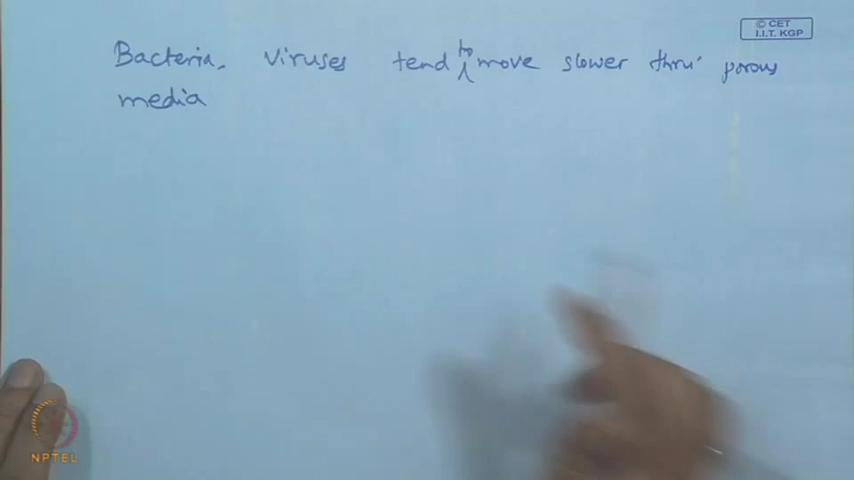 © CET
I.I.T. KGP
Bacteria, viruses tend to move slower thru' porous
media
NPTEL